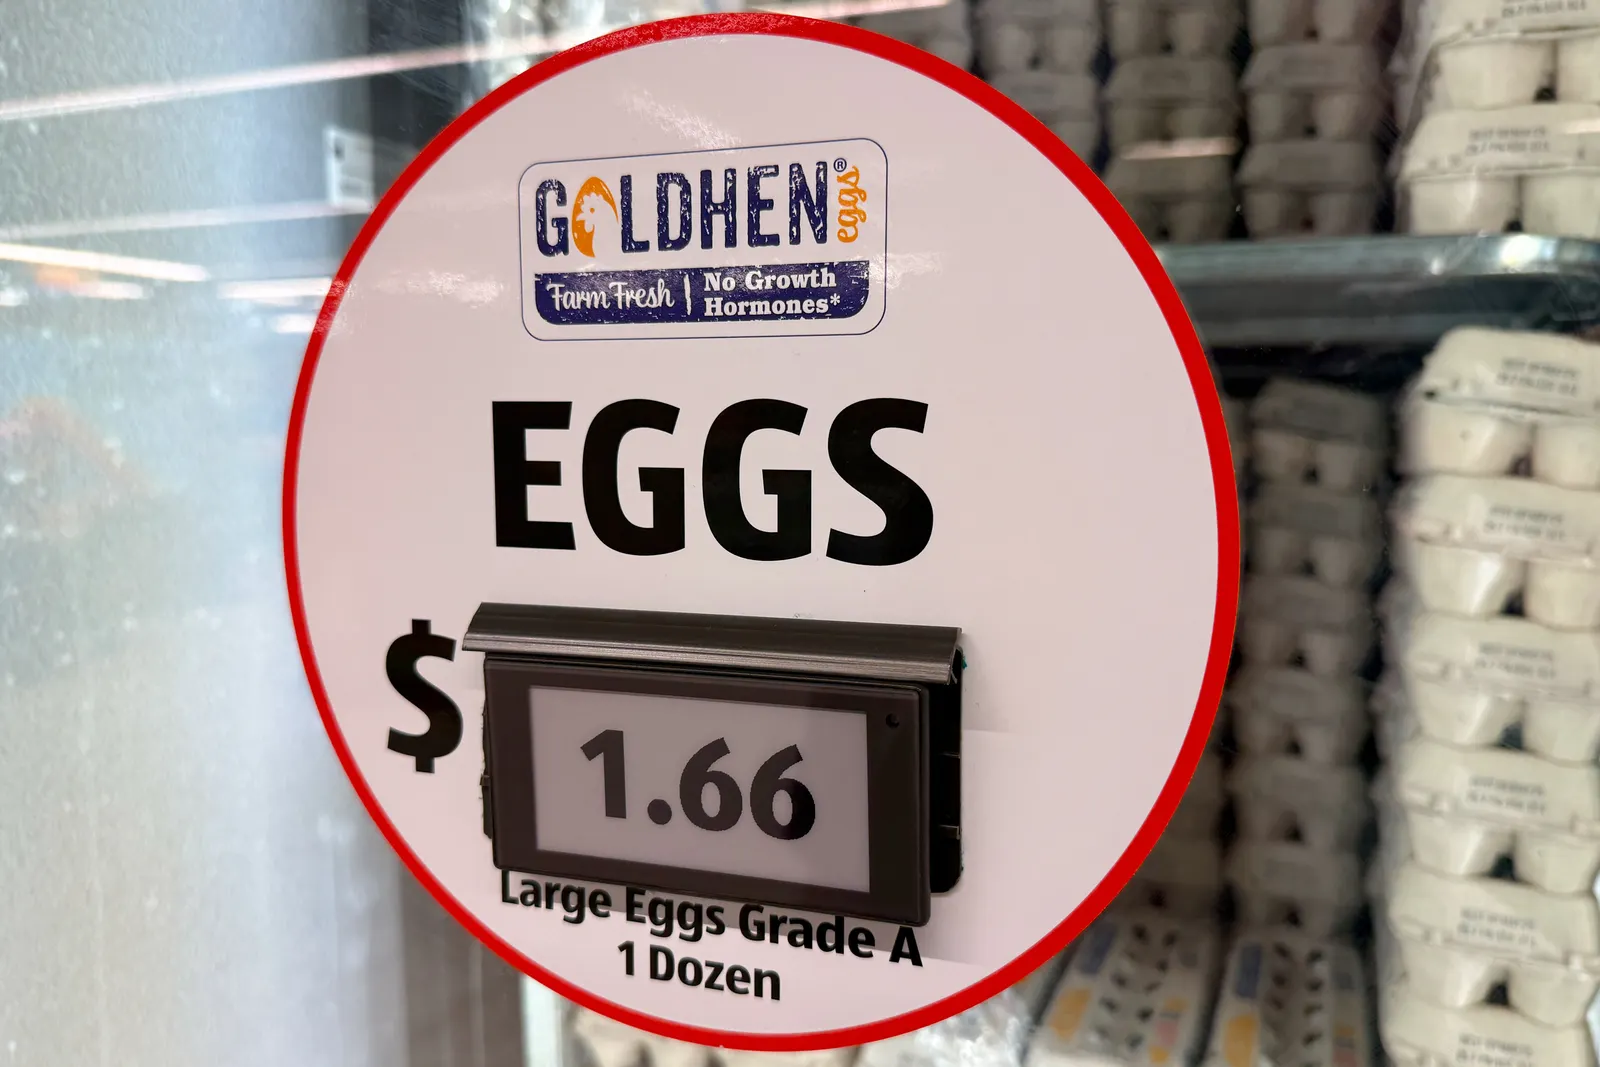 GOLDHEN® eggs
Farm Fresh | No Growth
Hormones*
EGGS
$ 1.66
Large Eggs Grade A
1 Dozen